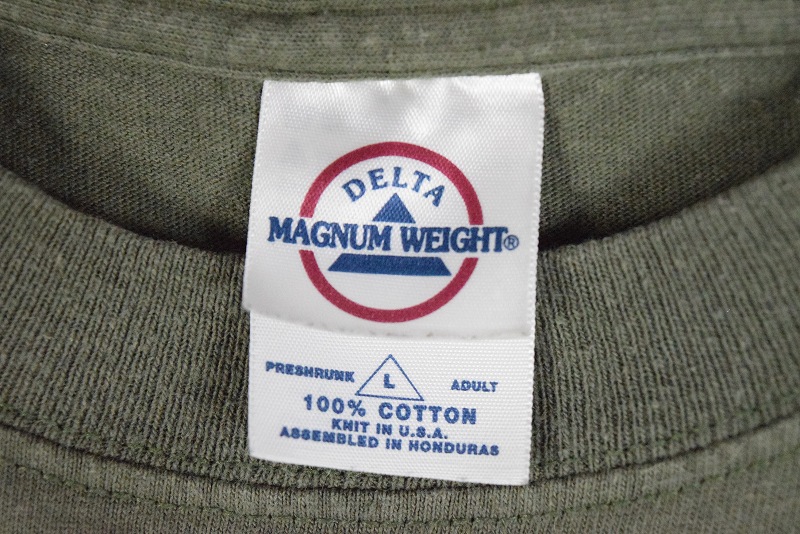 DELTA
MAGNUM WEIGHT®
PRESHRUNK L ADULT
100% COTTON
KNIT IN U.S.A.
ASSEMBLED IN HONDURAS